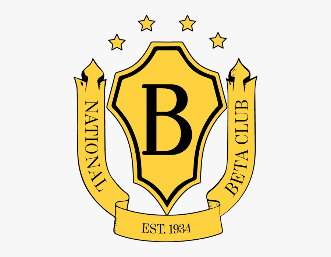 NATIONAL
B
BETA CLUB
EST. 1934